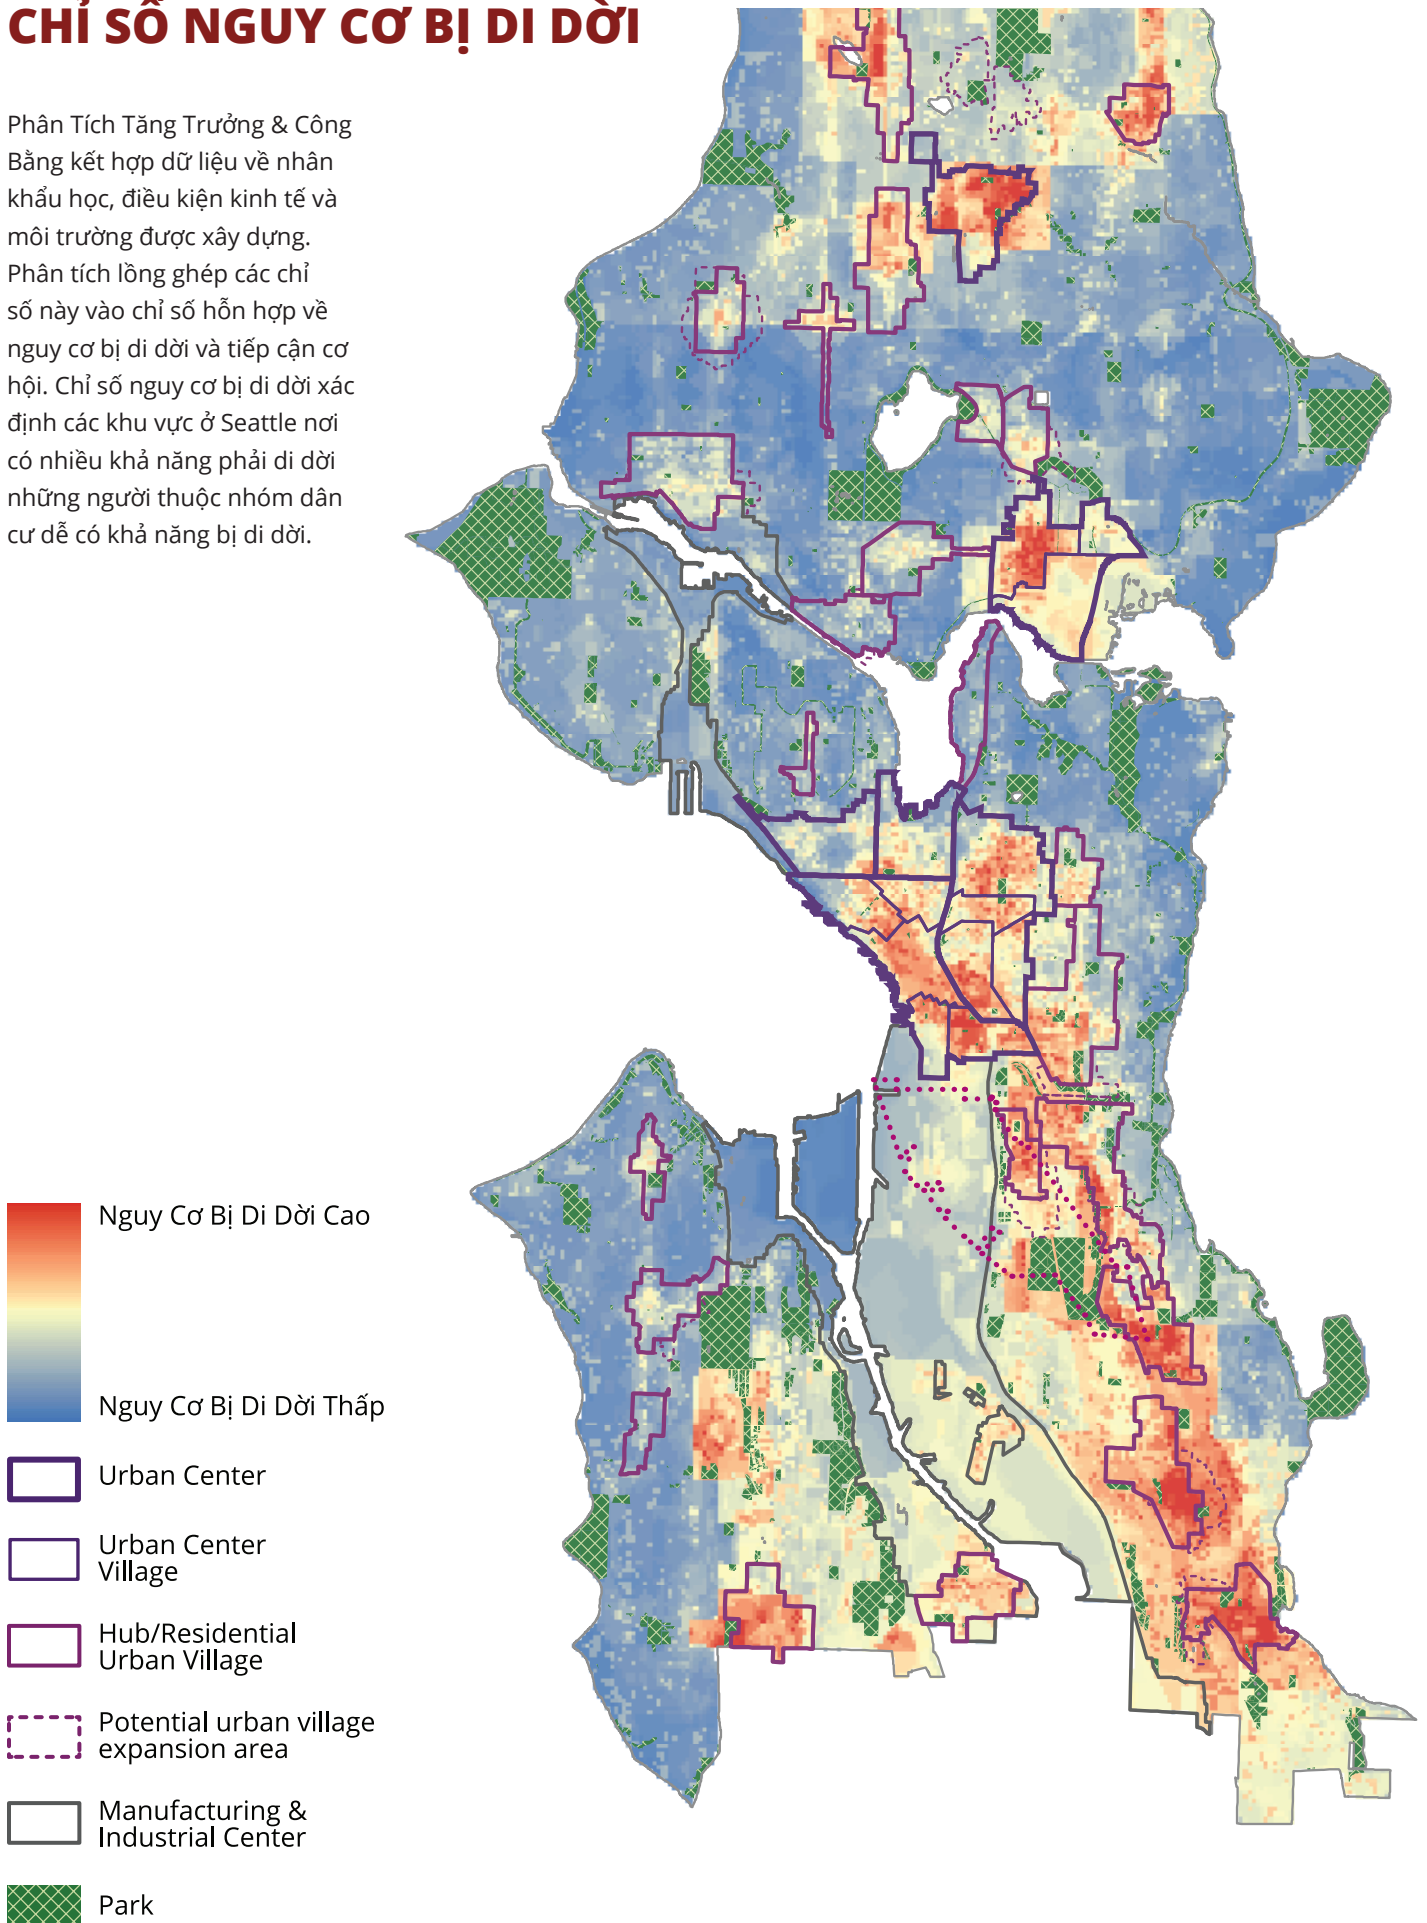 CHỈ SỐ NGUY CƠ BỊ DI DỜI
Phân Tích Tăng Trưởng & Công
Bằng kết hợp dữ liệu về nhân
khẩu học, điều kiện kinh tế và
môi trường được xây dựng.
Phân tích lồng ghép các chỉ
số này vào chỉ số hỗn hợp về
nguy cơ bị di dời và tiếp cận cơ
hội. Chỉ số nguy cơ bị di dời xác
định các khu vực ở Seattle nơi
có nhiều khả năng phải di dời
những người thuộc nhóm dân
cư dễ có khả năng bị di dời.
Nguy Cơ Bị Di Dời Cao
Nguy Cơ Bị Di Dời Thấp
Urban Center
Urban Center
Village
Hub/Residential
Urban Village
Potential urban village
expansion area
Manufacturing &
Industrial Center
Park